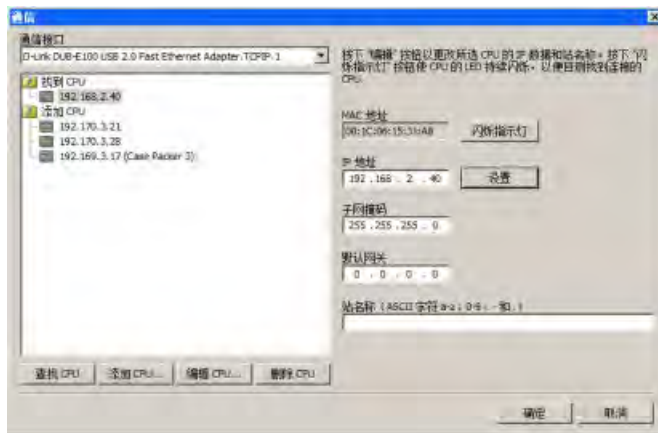 通信
通信接口
D-Link DUB-E100 USB 2.0 Fast Ethernet Adapter.TCPIP.1
按下“编辑”按钮以更改所选 CPU 的 IP 数据和站名称。按下“闪
烁指示灯”按钮使 CPU 的 LED 持续闪烁，以便目测找到连接的
CPU。
找到 CPU
192.168.2.40
添加 CPU
192.170.3.21
192.170.3.28
192.169.3.17 (Case Packer 3)
MAC 地址
00:1C:06:15:31:A8
闪烁指示灯
IP 地址
192 . 168 . 2 . 40
设置
子网掩码
255 . 255 . 255 . 0
默认网关
0 . 0 . 0 . 0
站名称（ASCII 字符 a-z，0-9，- 和 .）
查找 CPU
添加 CPU...
编辑 CPU...
删除 CPU
确定
取消